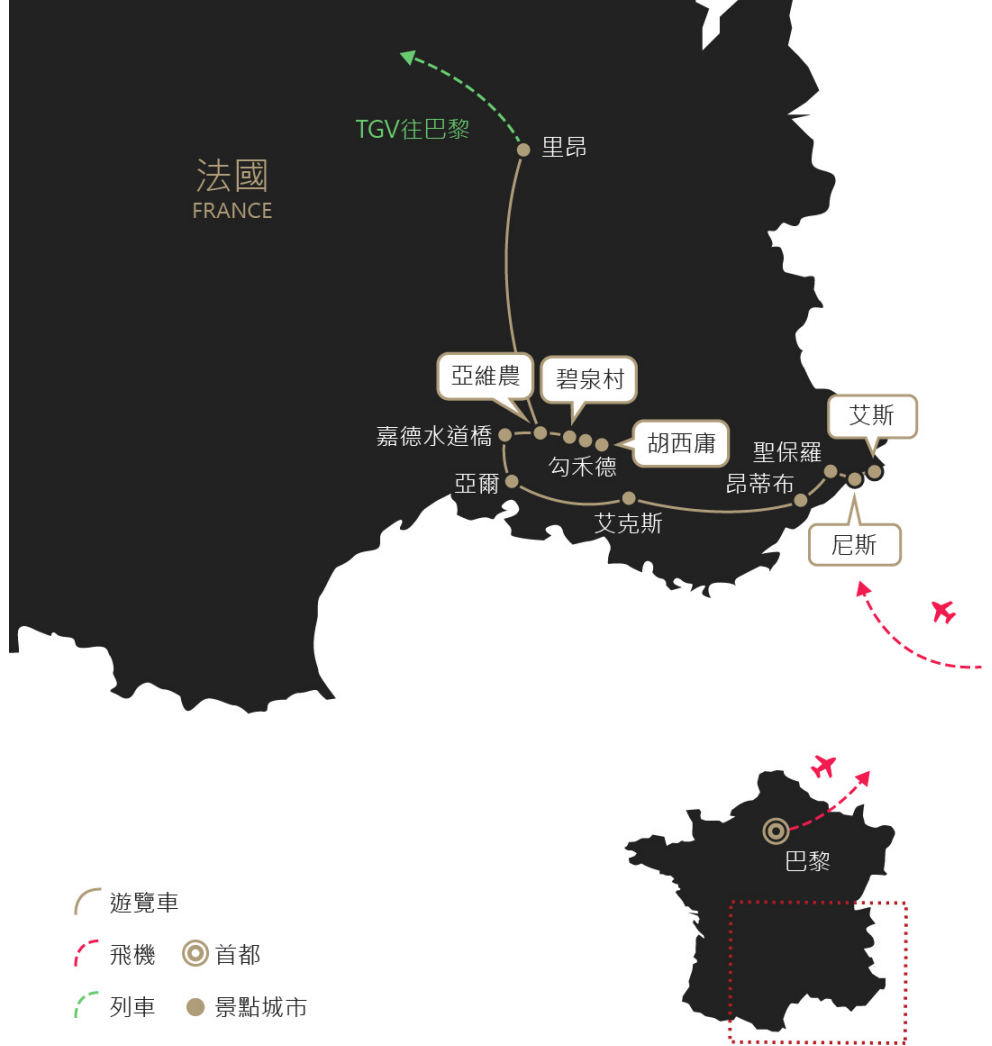 TGV往巴黎
里昂
法國
FRANCE
亞維農
碧泉村
艾斯
嘉德水道橋
胡西庸
聖保羅
勾禾德
亞爾
昂蒂布
艾克斯
尼斯
巴黎
遊覽車
飛機
首都
列車
景點城市